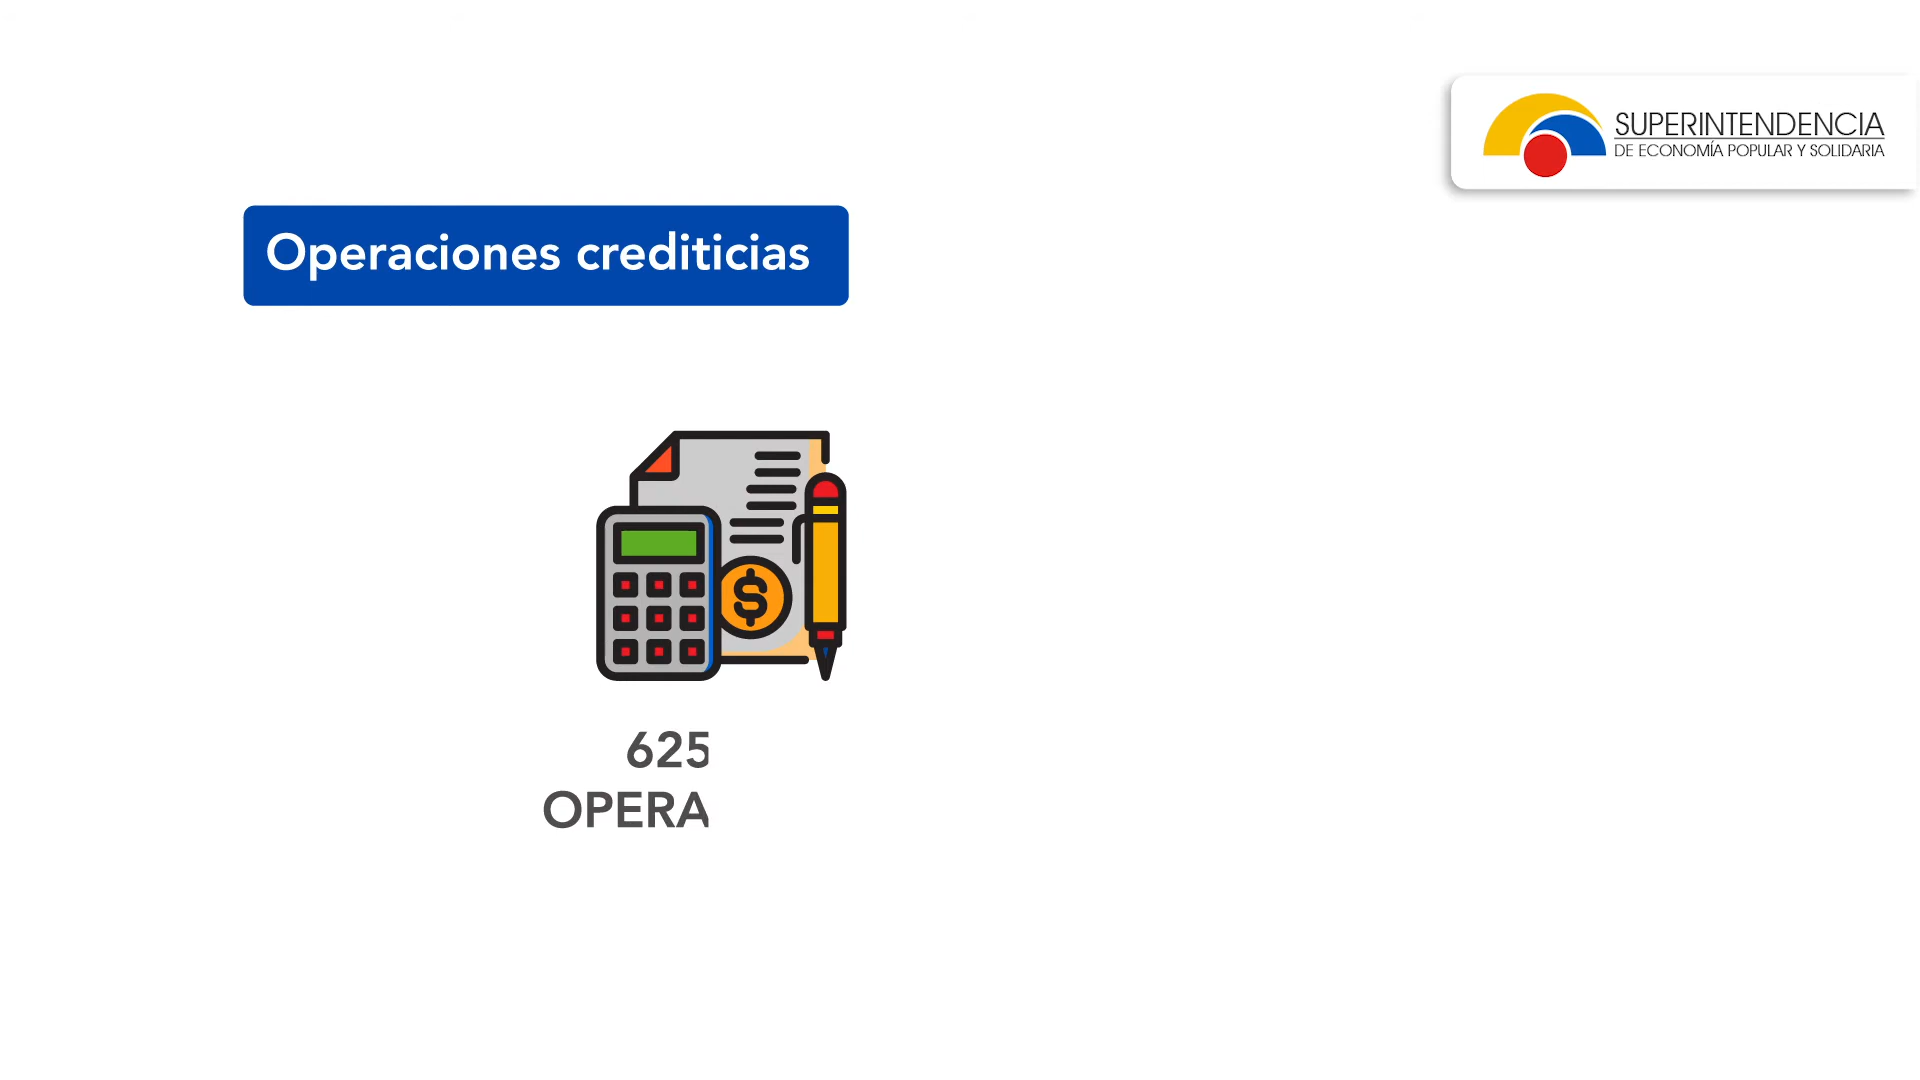 SUPERINTENDENCIA
DE ECONOMÍA POPULAR Y SOLIDARIA
Operaciones crediticias
$
625
OPERA